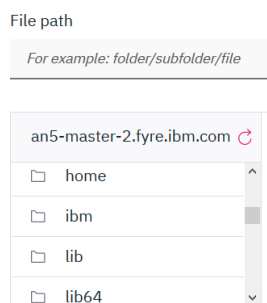 File path
For example: folder/subfolder/file
an5-master-2.fyre.ibm.com
home
ibm
lib
lib64